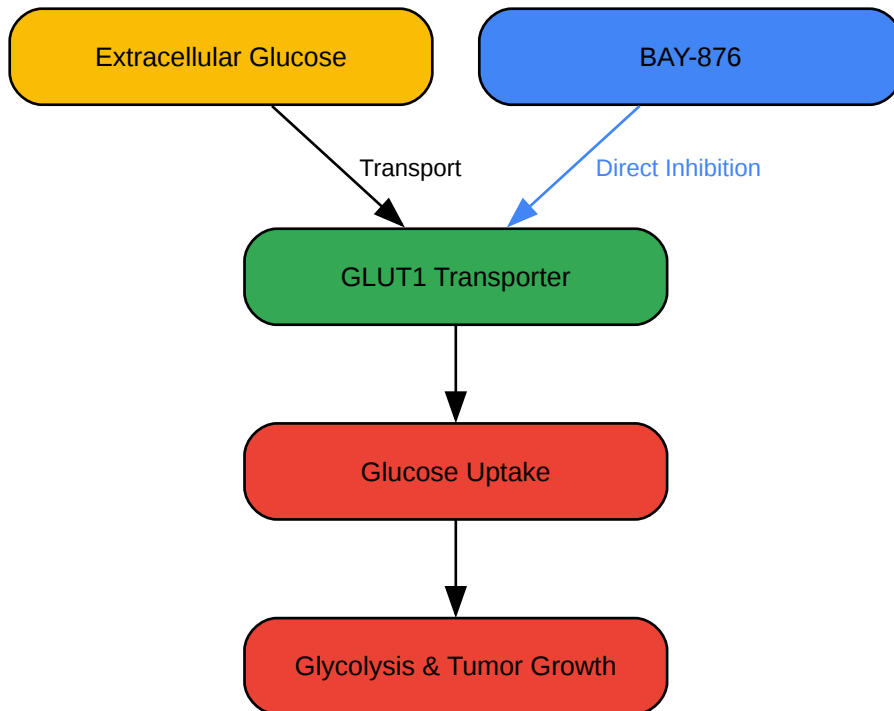 Extracellular Glucose
BAY-876
Transport
Direct Inhibition
GLUT1 Transporter
Glucose Uptake
Glycolysis & Tumor Growth